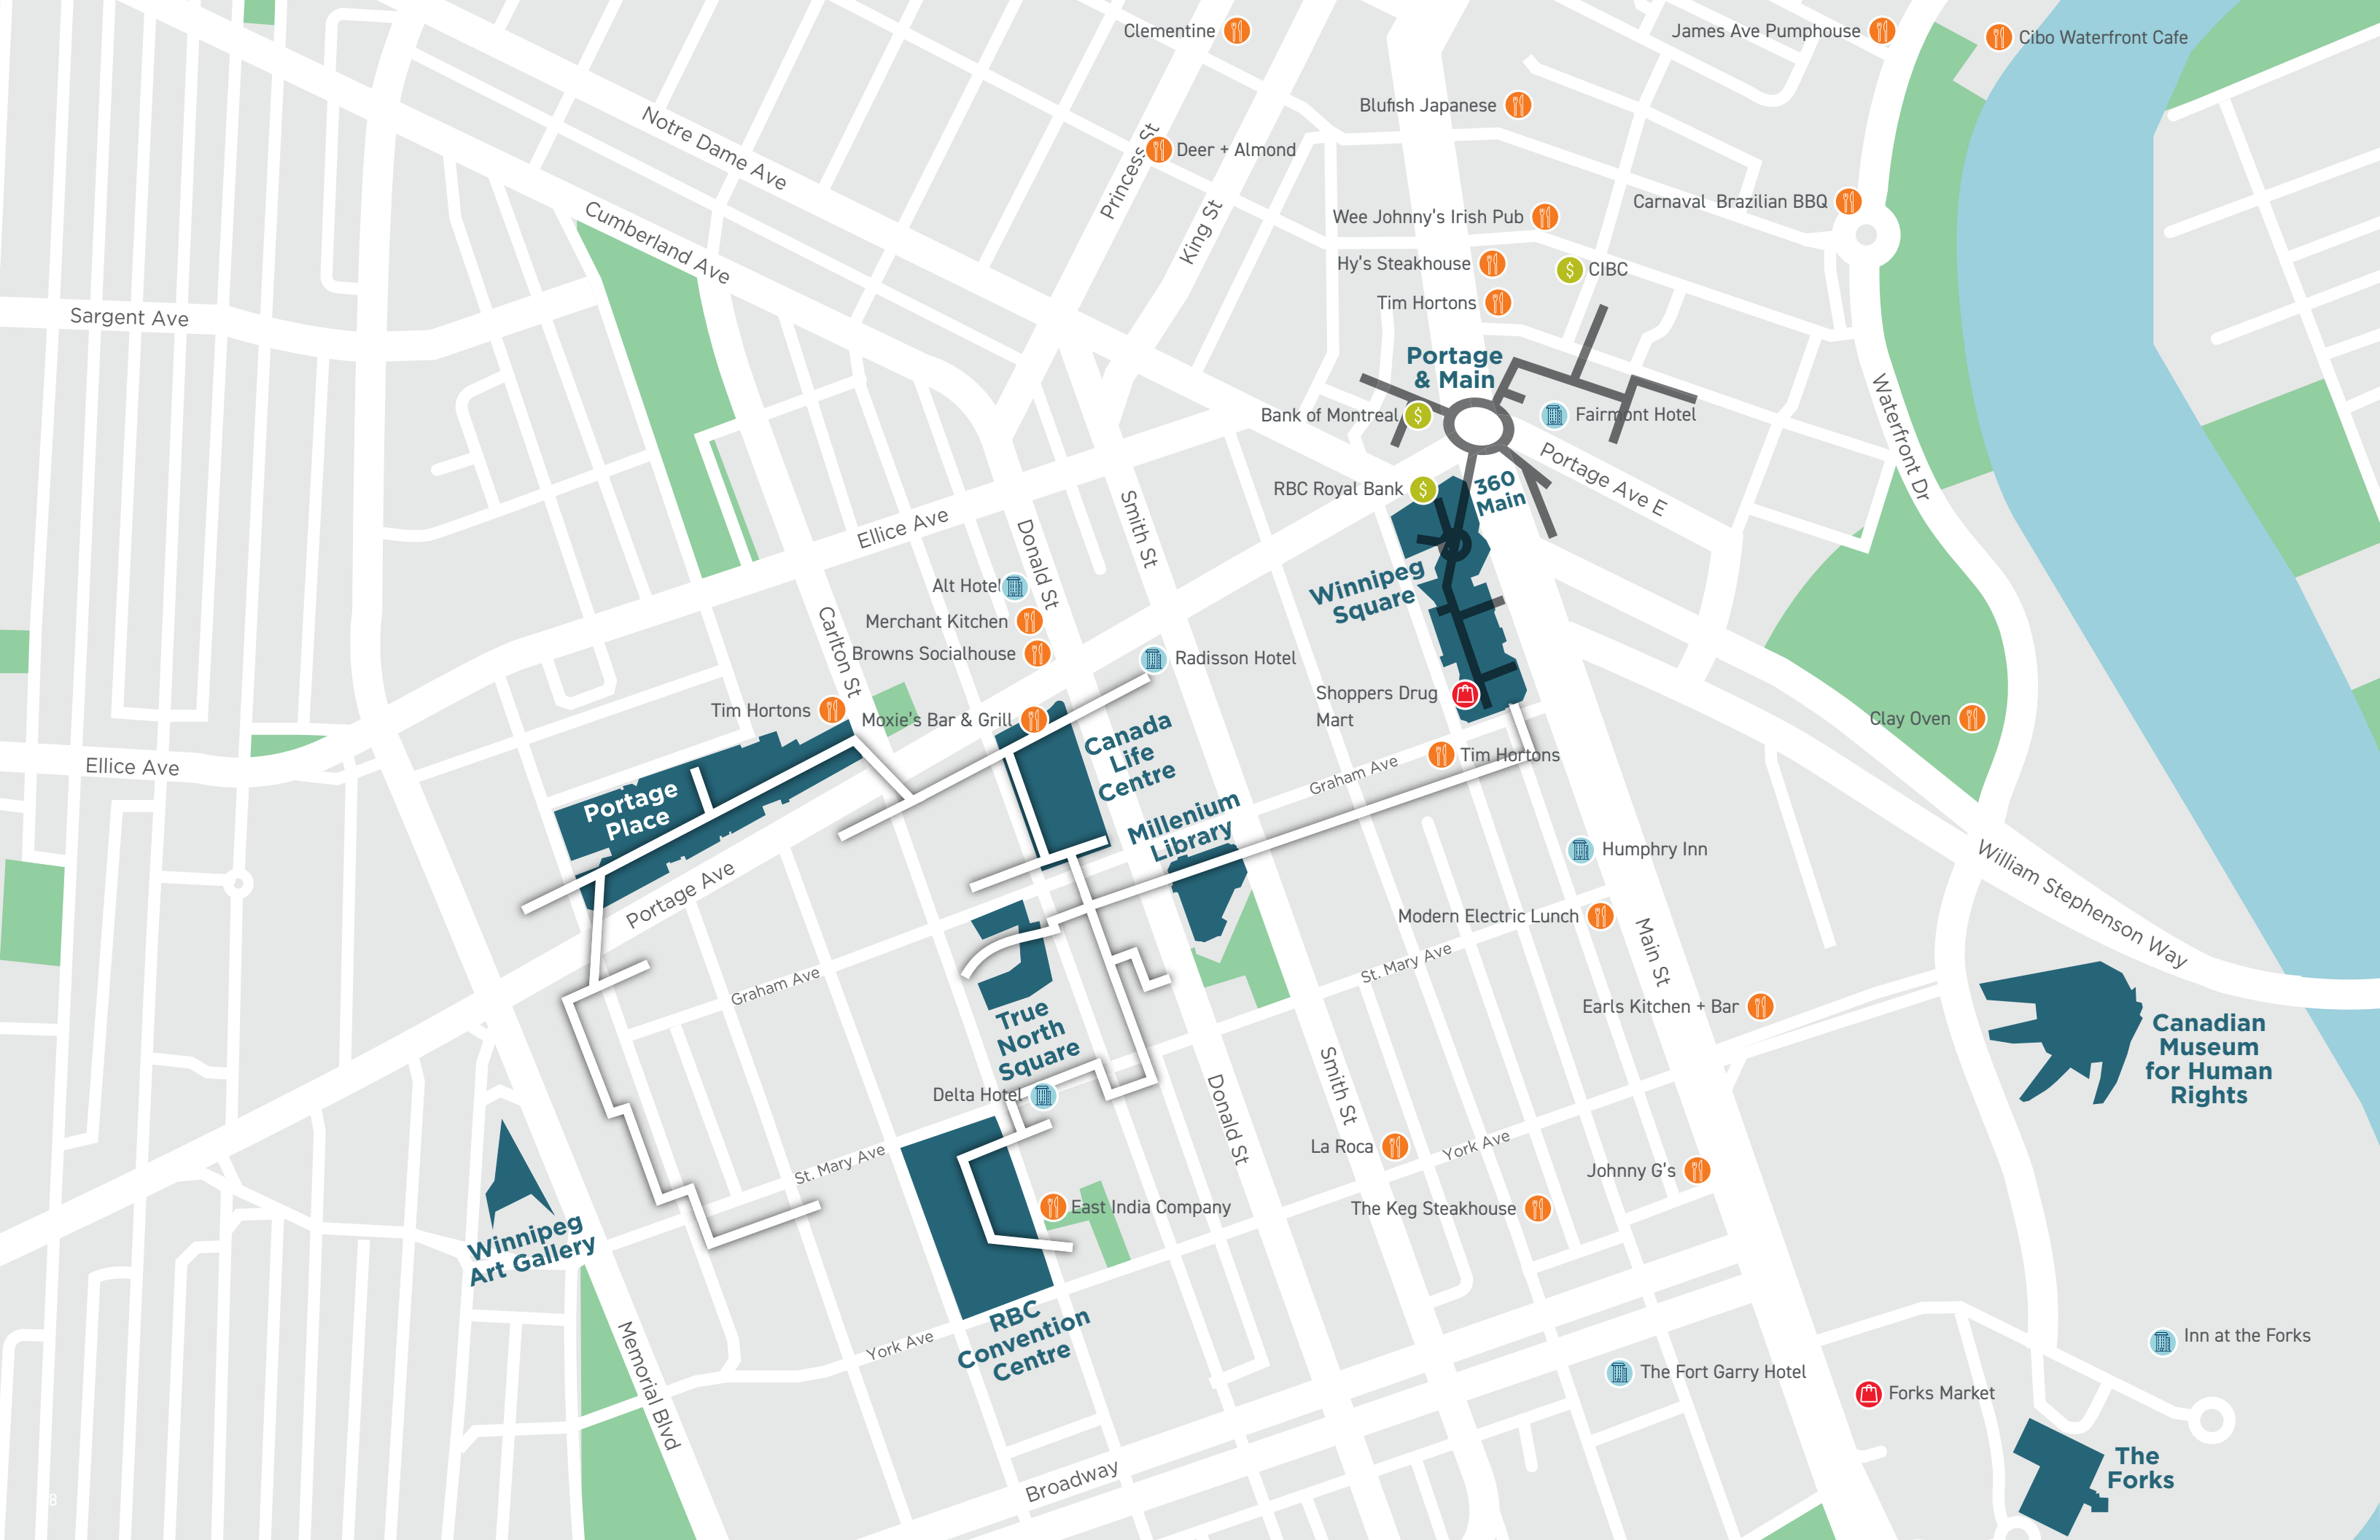 Clementine
James Ave Pumphouse
Cibo Waterfront Cafe
Blufish Japanese
Notre Dame Ave
Princess St
Deer + Almond
Carnaval Brazilian BBQ
Cumberland Ave
King St
Wee Johnny's Irish Pub
Hy's Steakhouse
CIBC
Tim Hortons
Sargent Ave
Portage
& Main
Bank of Montreal
Fairmont Hotel
Waterfront Dr
Portage Ave E
RBC Royal Bank
360
Main
Smith St
Ellice Ave
Donald St
Winnipeg
Square
Alt Hotel
Merchant Kitchen
Carlton St
Browns Socialhouse
Radisson Hotel
Shoppers Drug
Mart
Tim Hortons
Moxie's Bar & Grill
Clay Oven
Canada
Life
Centre
Tim Hortons
Graham Ave
Ellice Ave
Portage
Place
Millenium
Library
Humphry Inn
William Stephenson Way
Portage Ave
Modern Electric Lunch
Main St
St. Mary Ave
Graham Ave
Earls Kitchen + Bar
True
North
Square
Canadian
Museum
for Human
Rights
Delta Hotel
Smith St
Donald St
La Roca
York Ave
St. Mary Ave
Johnny G's
East India Company
The Keg Steakhouse
Winnipeg
Art Gallery
RBC
Convention
Centre
York Ave
Memorial Blvd
Inn at the Forks
The Fort Garry Hotel
Forks Market
The
Forks
Broadway
8